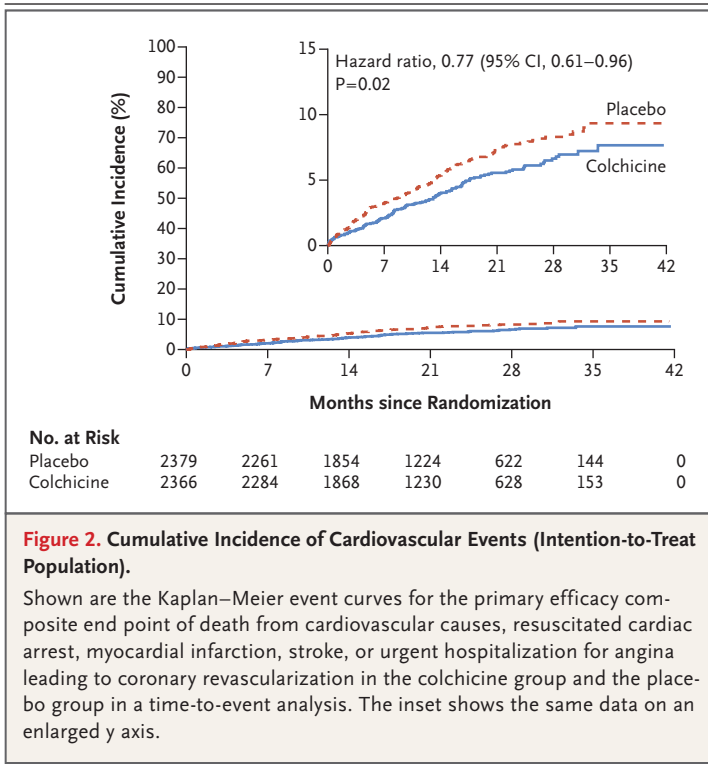 100
90
80
70
60
50
40
30
20
10
0
Cumulative Incidence (%)
15
10
5
0
Hazard ratio, 0.77 (95% CI, 0.61–0.96)
P=0.02
Placebo
Colchicine
0 7 14 21 28 35 42
0 7 14 21 28 35 42
Months since Randomization
No. at Risk
Placebo 2379 2261 1854 1224 622 144 0
Colchicine 2366 2284 1868 1230 628 153 0
Figure 2. Cumulative Incidence of Cardiovascular Events (Intention-to-Treat
Population).
Shown are the Kaplan–Meier event curves for the primary efficacy com-
posite end point of death from cardiovascular causes, resuscitated cardiac
arrest, myocardial infarction, stroke, or urgent hospitalization for angina
leading to coronary revascularization in the colchicine group and the place-
bo group in a time-to-event analysis. The inset shows the same data on an
enlarged y axis.